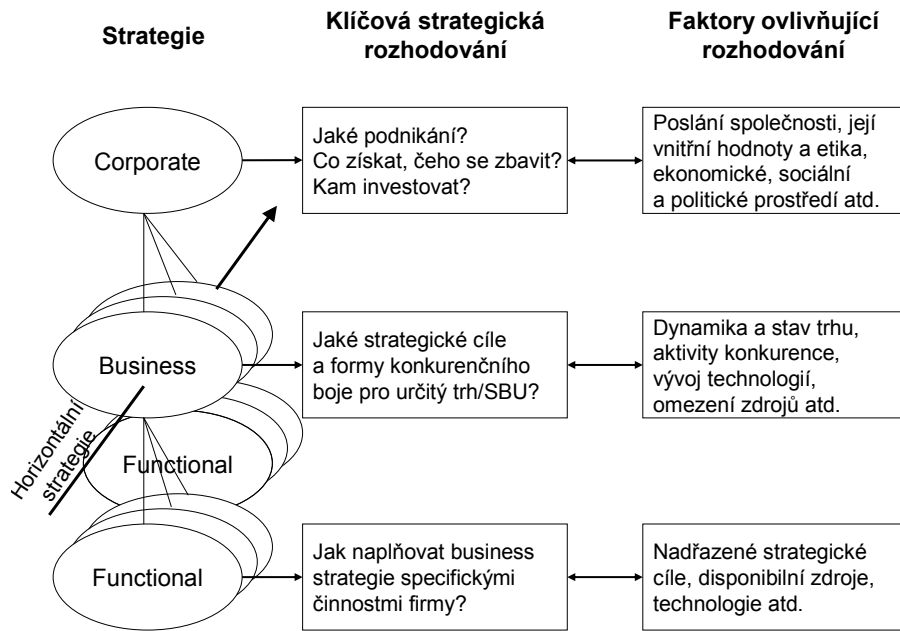 Strategie
Klíčová strategická
rozhodování
Faktory ovlivňující
rozhodování
Corporate
Jaké podnikání?
Co získat, čeho se zbavit?
Kam investovat?
Poslání společnosti, její
vnitřní hodnoty a etika,
ekonomické, sociální
a politické prostředí atd.
Business
Jaké strategické cíle
a formy konkurenčního
boje pro určitý trh/SBU?
Dynamika a stav trhu,
aktivity konkurence,
vývoj technologií,
omezení zdrojů atd.
Horizontální
strategie
Functional
Functional
Jak naplňovat business
strategie specifickými
činnostmi firmy?
Nadřazené strategické
cíle, disponibilní zdroje,
technologie atd.